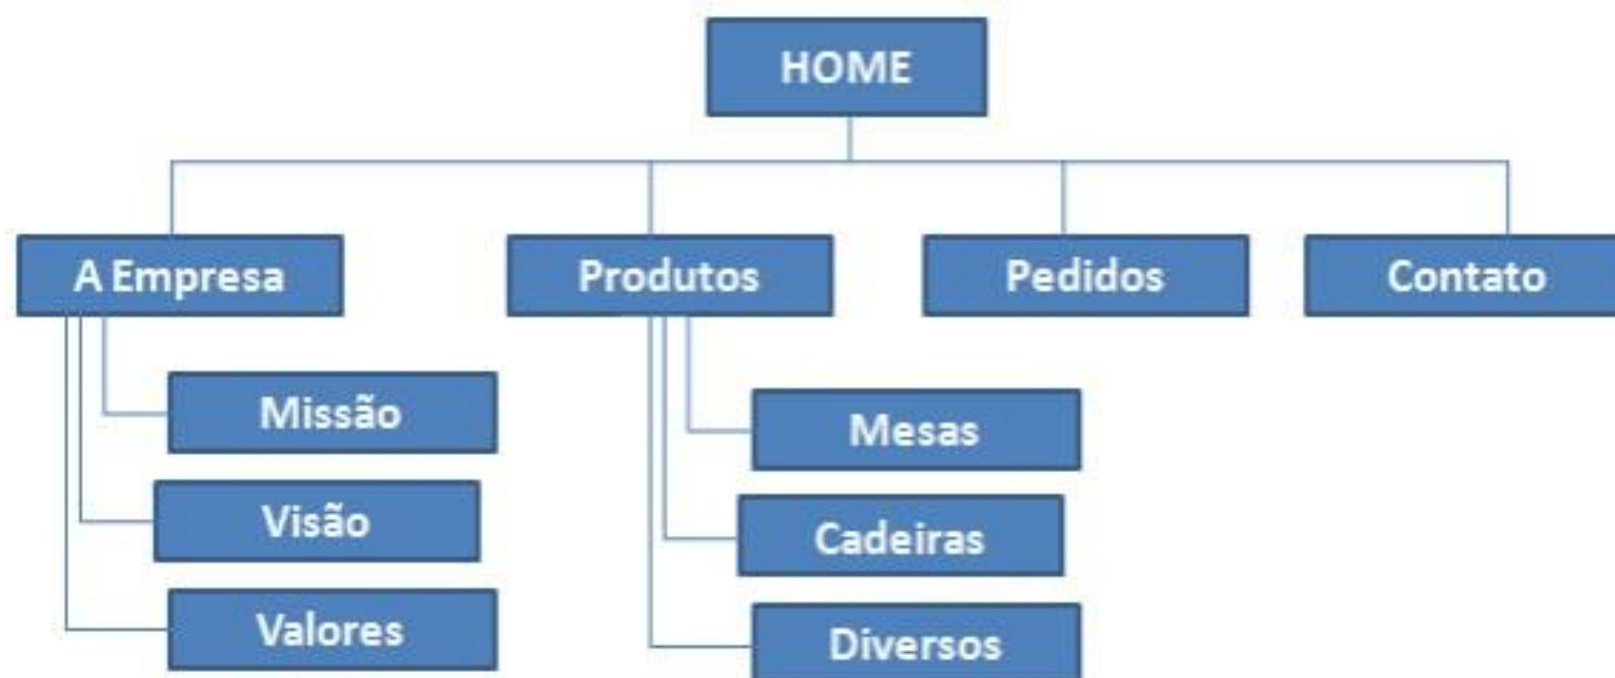 HOME
A Empresa
Produtos
Pedidos
Contato
Missão
Visão
Valores
Mesas
Cadeiras
Diversos